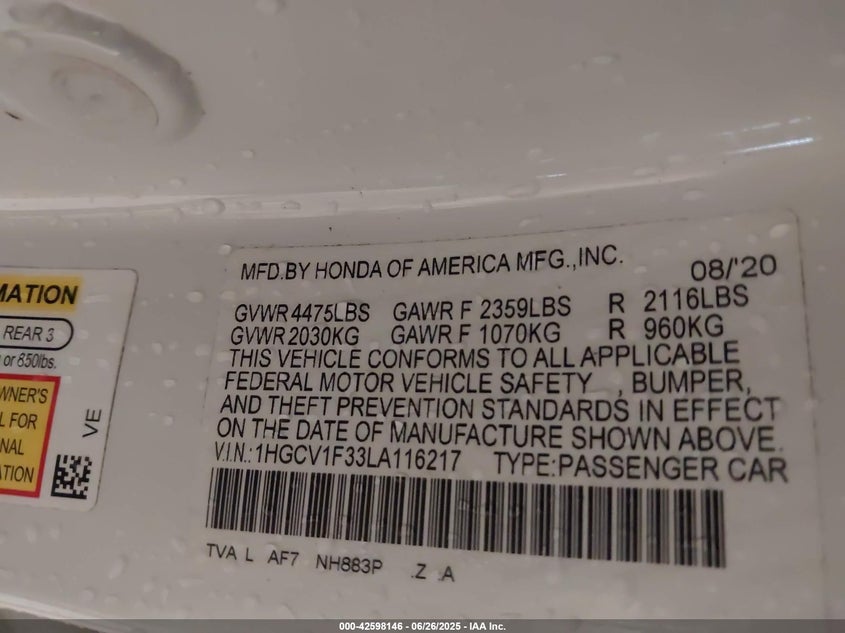 MFD.BY HONDA OF AMERICA MFG.,INC. 08/'20
GVWR 4475LBS GAWR F 2359LBS R 2116LBS
GVWR 2030KG GAWR F 1070KG R 960KG
THIS VEHICLE CONFORMS TO ALL APPLICABLE
FEDERAL MOTOR VEHICLE SAFETY , BUMPER,
AND THEFT PREVENTION STANDARDS IN EFFECT
ON THE DATE OF MANUFACTURE SHOWN ABOVE.
V.I.N.:1HGCV1F33LA116217 TYPE:PASSENGER CAR
TVA L AF7 NH883P .Z .A
MATION
REAR 3
or 850lbs.
WNER'S
L FOR
NAL
ATION
VE
000-42598146 - 06/26/2025 - IAA Inc.